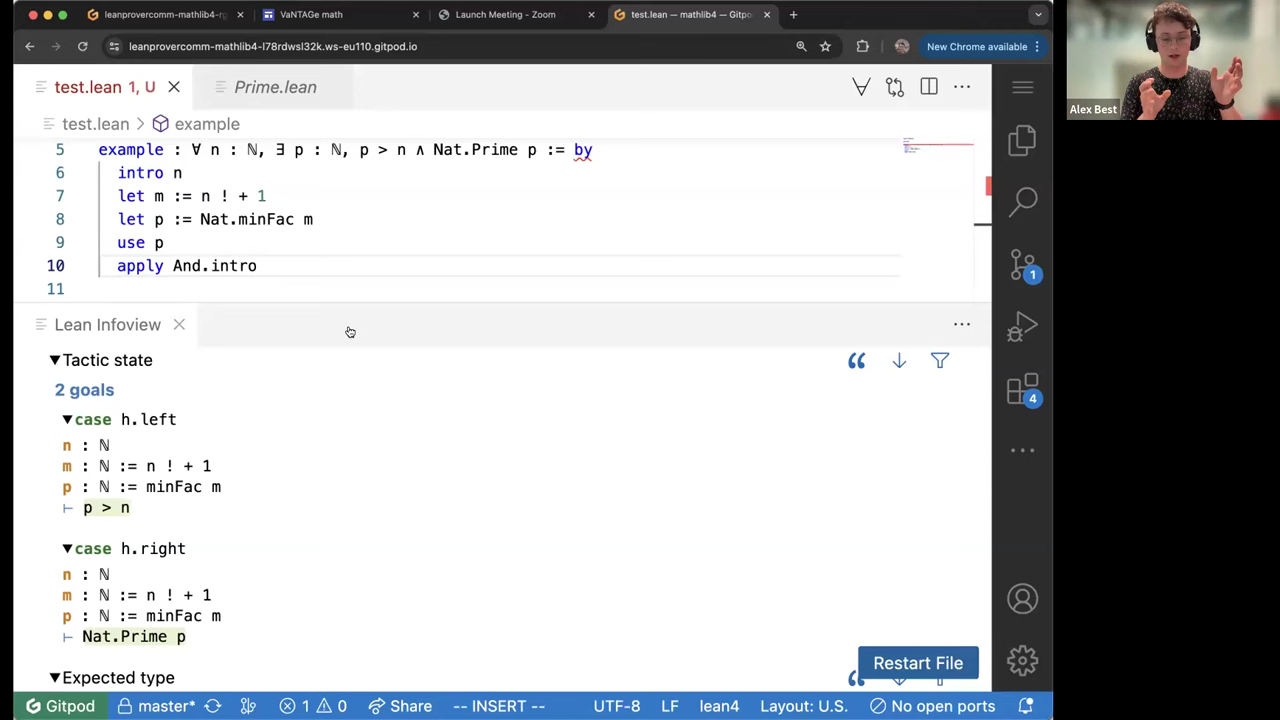 leanprovercomm-mathlib4-rg
VaNTAGe math
Launch Meeting - Zoom
test.lean — mathlib4 — Gitpod
leanprovercomm-mathlib4-l78rdwsl32k.ws-eu110.gitpod.io
New Chrome available
test.lean 1, U
Prime.lean
test.lean > example
5 example : ∀ n : ℕ, ∃ p : ℕ, p > n ∧ Nat.Prime p := by
6 intro n
7 let m := n ! + 1
8 let p := Nat.minFac m
9 use p
10 apply And.intro
11
Lean Infoview
Tactic state
2 goals
case h.left
n : ℕ
m : ℕ := n ! + 1
p : ℕ := minFac m
⊢ p > n
case h.right
n : ℕ
m : ℕ := n ! + 1
p : ℕ := minFac m
⊢ Nat.Prime p
Expected type
Restart File
1
4
Gitpod master* 1 0 Share -- INSERT -- UTF-8 LF lean4 Layout: U.S. No open ports
Alex Best